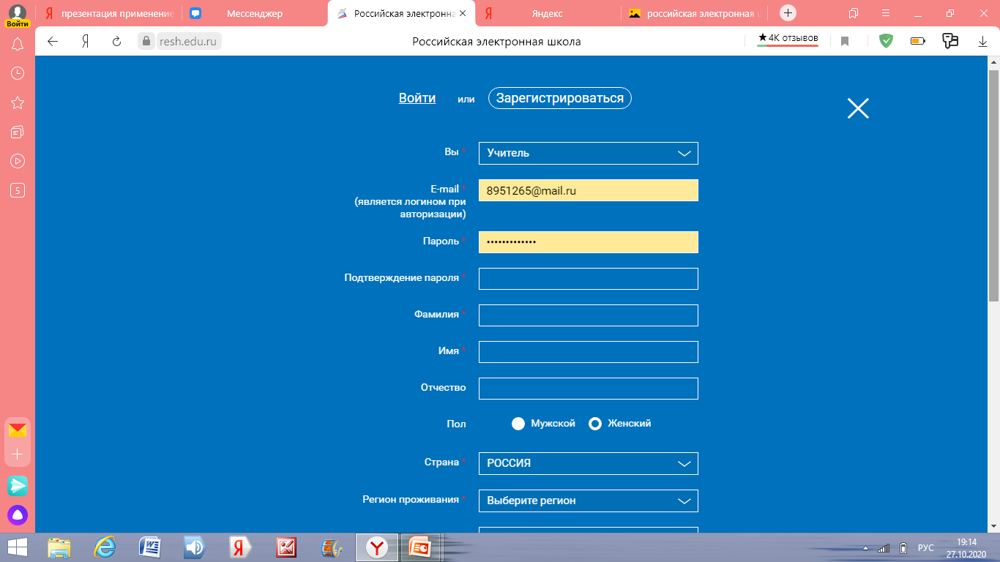 презентация применение
Мессенджер
Российская электронна
Яндекс
российская электронная
Войти
resh.edu.ru
Российская электронная школа
★4K отзывов
5
Войти или Зарегистрироваться
Вы * Учитель
E-mail * 8951265@mail.ru
(является логином при
авторизации)
Пароль * •••••••••••••
Подтверждение пароля *
Фамилия *
Имя *
Отчество
Пол Мужской Женский
Страна * РОССИЯ
Регион проживания * Выберите регион
РУС
19:14
27.10.2020